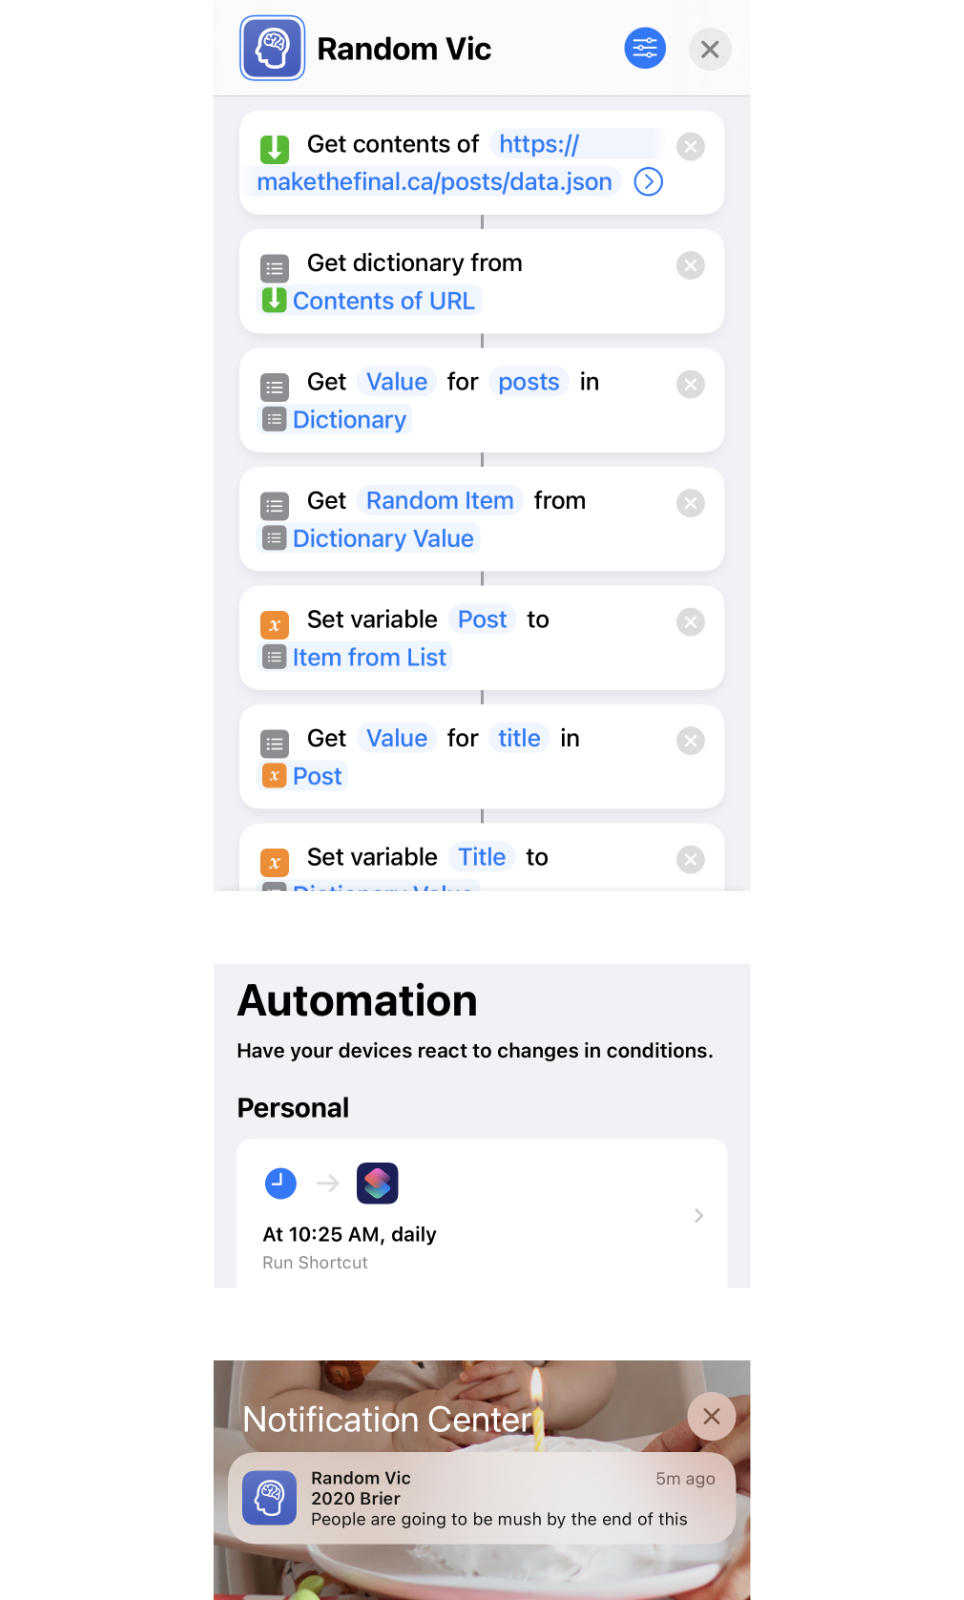 Random Vic
Get contents of https://
makethefinal.ca/posts/data.json
Get dictionary from
Contents of URL
Get Value for posts in
Dictionary
Get Random Item from
Dictionary Value
Set variable Post to
Item from List
Get Value for title in
Post
Set variable Title to
Dictionary Value
Automation
Have your devices react to changes in conditions.
Personal
At 10:25 AM, daily
Run Shortcut
Notification Center
Random Vic 5m ago
2020 Brier
People are going to be mush by the end of this